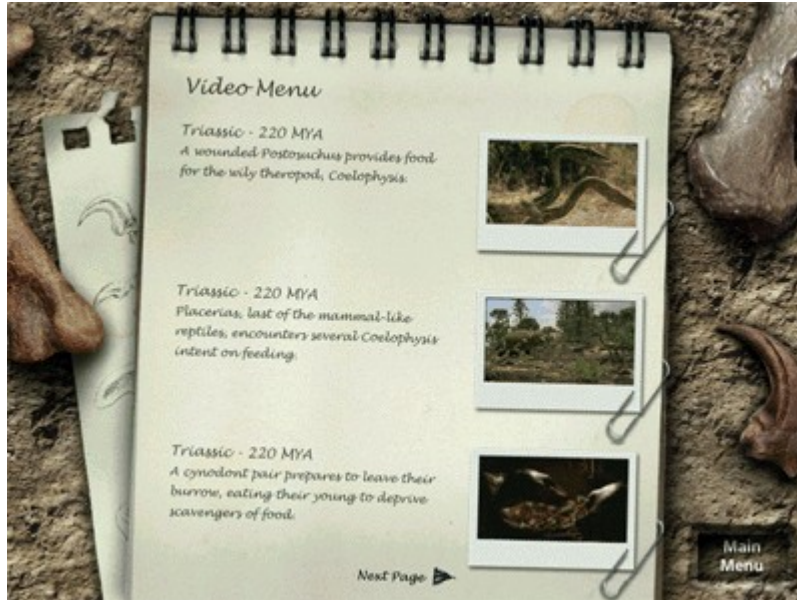 Video Menu
Triassic - 220 MYA
A wounded Postosuchus provides food
for the wily theropod, Coelophysis.
Triassic - 220 MYA
Placerias, last of the mammal-like
reptiles, encounters several Coelophysis
intent on feeding.
Triassic - 220 MYA
A cynodont pair prepares to leave their
burrow, eating their young to deprive
scavengers of food.
Next Page
Main
Menu